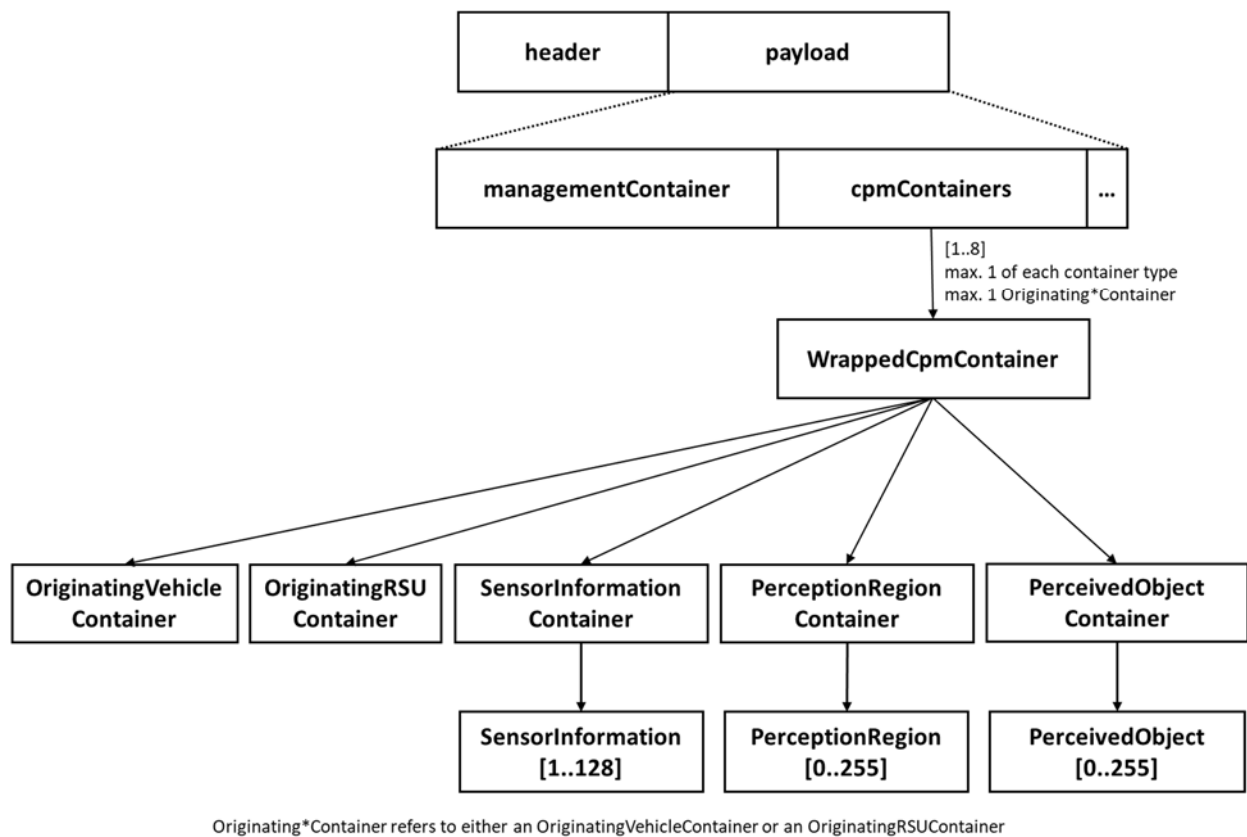 header
payload
managementContainer
cpmContainers
...
[1..8]
max. 1 of each container type
max. 1 Originating*Container
WrappedCpmContainer
OriginatingVehicle
Container
OriginatingRSU
Container
SensorInformation
Container
PerceptionRegion
Container
PerceivedObject
Container
SensorInformation
[1..128]
PerceptionRegion
[0..255]
PerceivedObject
[0..255]
Originating*Container refers to either an OriginatingVehicleContainer or an OriginatingRSUContainer